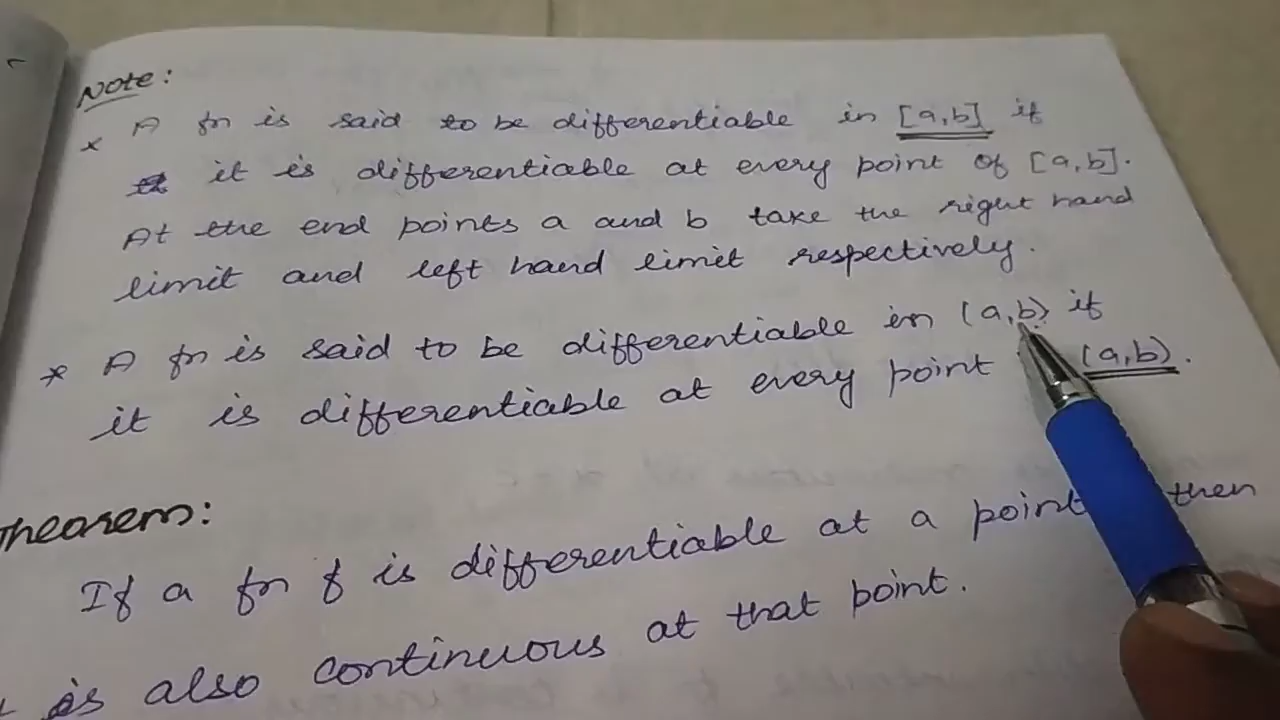 Note:
* A fn is said to be differentiable in [a,b] if
it is differentiable at every point of [a,b].
At the end points a and b take the right hand
limit and left hand limit respectively.
* A fn is said to be differentiable in (a,b) if
it is differentiable at every point (a,b).
Theorem:
If a fn f is differentiable at a point then
is also continuous at that point.